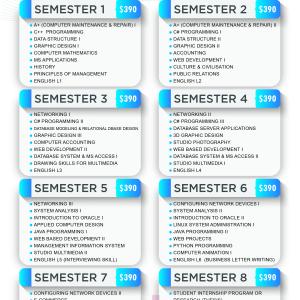 SEMESTER 1 $390
A+ (COMPUTER MAINTENANCE & REPAIR) I
C++ PROGRAMMING
DATA STRUCTURE I
GRAPHIC DESIGN I
COMPUTER MATHEMATICS
MS APPLICATIONS
HISTORY
PRINCIPLES OF MANAGEMENT
ENGLISH L1
SEMESTER 2 $390
A+ (COMPUTER MAINTENANCE & REPAIR) II
C# PROGRAMMING I
DATA STRUCTURE II
GRAPHIC DESIGN II
ACCOUNTING
WEB DEVELOPMENT I
CULTURE & CIVILISATION
PUBLIC RELATIONS
ENGLISH L2
SEMESTER 3 $390
NETWORKING I
C# PROGRAMMING II
DATABASE MODELING & RELATIONAL DBASE DESIGN
GRAPHIC DESIGN III
COMPUTER ACCOUNTING
WEB DEVELOPMENT II
DATABASE SYSTEM & MS ACCESS I
DRAWING SKILLS FOR MULTIMEDIA
ENGLISH L3
SEMESTER 4 $390
NETWORKING II
C# PROGRAMMING III
DATABASE SERVER APPLICATIONS
3D GRAPHIC DESIGN
STUDIO PHOTOGRAPHY
WEB BASED DEVELOPMENT I
DATABASE SYSTEM & MS ACCESS II
STUDIO MULTIMEDIA I
ENGLISH L4
SEMESTER 5 $390
NETWORKING III
SYSTEM ANALYSIS I
INTRODUCTION TO ORACLE I
APPLIED COMPUTER DESIGN
JAVA PROGRAMMING I
WEB BASED DEVELOPMENT II
MANAGEMENT INFORMATION SYSTEM
STUDIO MULTIMEDIA II
ENGLISH L5 (INTERVIEWING SKILL)
SEMESTER 6 $390
CONFIGURING NETWORK DEVICES I
SYSTEM ANALYSIS II
INTRODUCTION TO ORACLE II
LINUX SYSTEM ADMINISTRATION I
JAVA PROGRAMMING II
WEB PROJECTS
PYTHON PROGRAMMING
COMPUTER ANIMATION I
ENGLISH L6 (BUSINESS LETTER WRITING)
SEMESTER 7 $390
CONFIGURING NETWORK DEVICES II
SEMESTER 8 $390
STUDENT INTERNSHIP PROGRAM OR